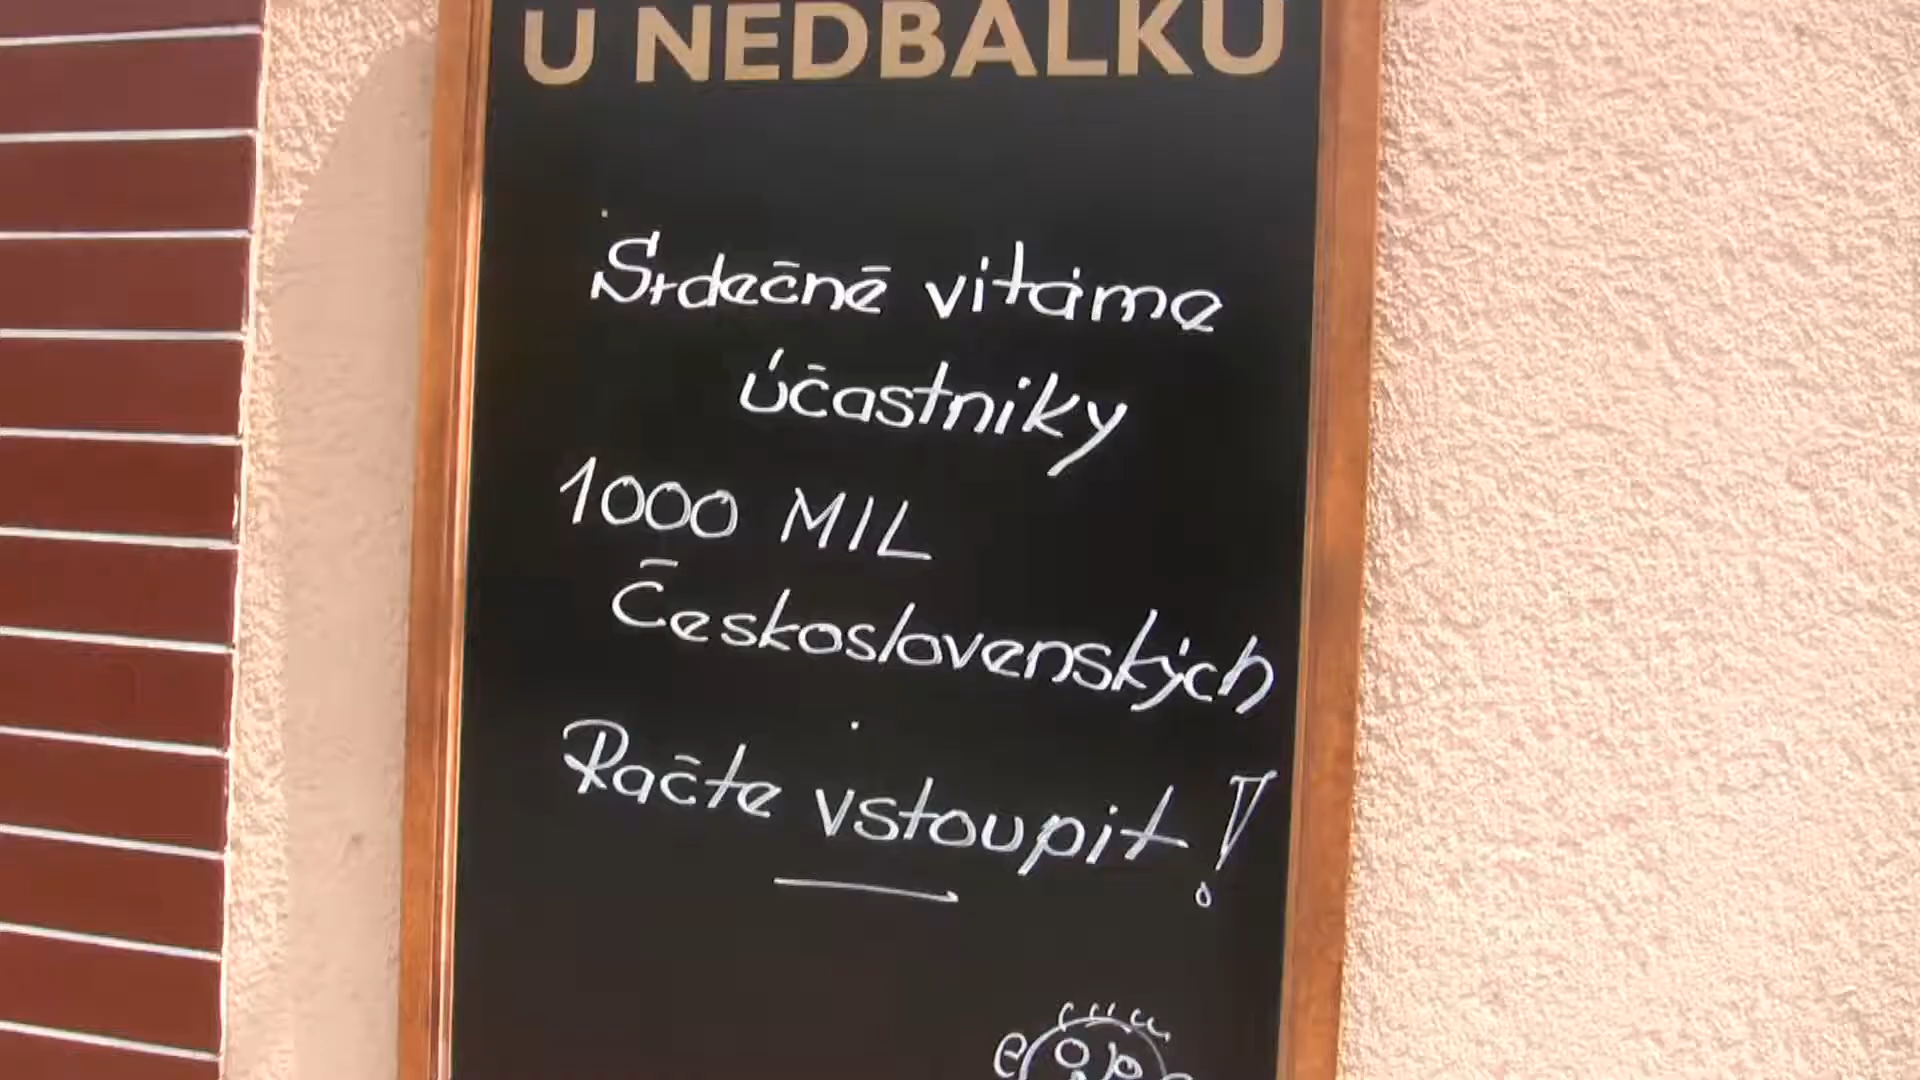 U NEDBALKU
Srdečně vítáme
účastníky
1000 MIL
Československých
Račte vstoupit!